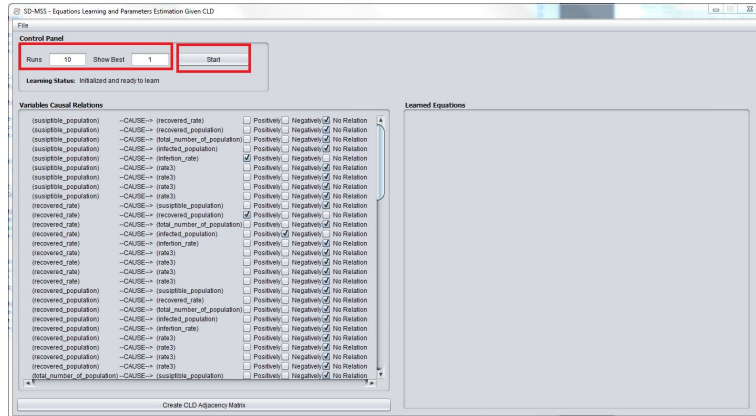 SD-MSS - Equations Learning and Parameters Estimation Given CLD
File
Control Panel
Runs 10 Show Best 1 Start
Learning Status: Initialized and ready to learn
Variables Causal Relations
(susiptible_population) --CAUSE--> (recovered_rate) Positively Negatively No Relation
(susiptible_population) --CAUSE--> (recovered_population) Positively Negatively No Relation
(susiptible_population) --CAUSE--> (total_number_of_population) Positively Negatively No Relation
(susiptible_population) --CAUSE--> (infected_population) Positively Negatively No Relation
(susiptible_population) --CAUSE--> (infertion_rate) Positively Negatively No Relation
(susiptible_population) --CAUSE--> (rate3) Positively Negatively No Relation
(susiptible_population) --CAUSE--> (rate3) Positively Negatively No Relation
(susiptible_population) --CAUSE--> (rate3) Positively Negatively No Relation
(susiptible_population) --CAUSE--> (rate3) Positively Negatively No Relation
(recovered_rate) --CAUSE--> (susiptible_population) Positively Negatively No Relation
(recovered_rate) --CAUSE--> (recovered_population) Positively Negatively No Relation
(recovered_rate) --CAUSE--> (total_number_of_population) Positively Negatively No Relation
(recovered_rate) --CAUSE--> (infected_population) Positively Negatively No Relation
(recovered_rate) --CAUSE--> (infertion_rate) Positively Negatively No Relation
(recovered_rate) --CAUSE--> (rate3) Positively Negatively No Relation
(recovered_rate) --CAUSE--> (rate3) Positively Negatively No Relation
(recovered_rate) --CAUSE--> (rate3) Positively Negatively No Relation
(recovered_rate) --CAUSE--> (rate3) Positively Negatively No Relation
(recovered_population) --CAUSE--> (susiptible_population) Positively Negatively No Relation
(recovered_population) --CAUSE--> (recovered_rate) Positively Negatively No Relation
(recovered_population) --CAUSE--> (total_number_of_population) Positively Negatively No Relation
(recovered_population) --CAUSE--> (infected_population) Positively Negatively No Relation
(recovered_population) --CAUSE--> (infertion_rate) Positively Negatively No Relation
(recovered_population) --CAUSE--> (rate3) Positively Negatively No Relation
(recovered_population) --CAUSE--> (rate3) Positively Negatively No Relation
(recovered_population) --CAUSE--> (rate3) Positively Negatively No Relation
(recovered_population) --CAUSE--> (rate3) Positively Negatively No Relation
(total_number_of_population) --CAUSE--> (susiptible_population) Positively Negatively No Relation
Create CLD Adjacency Matrix
Learned Equations